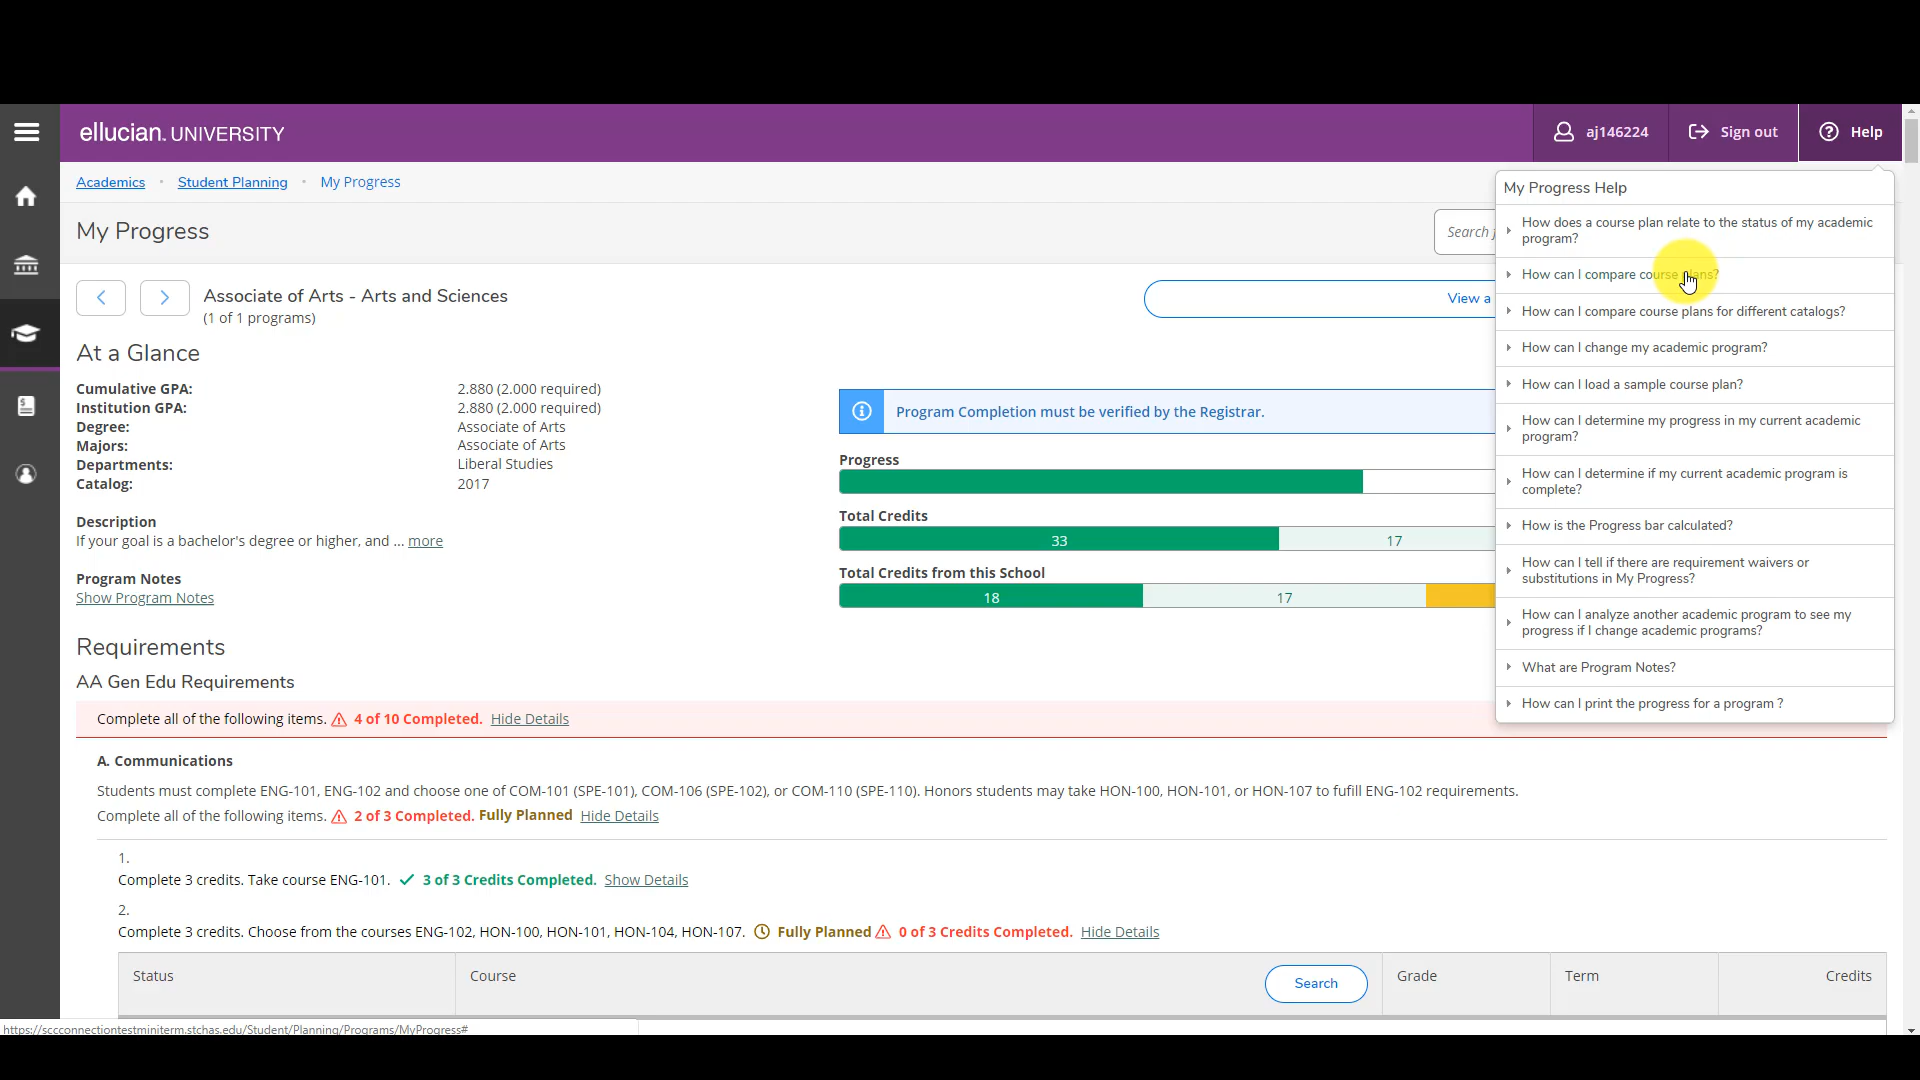 ellucian. UNIVERSITY
aj146224
Sign out
Help
Academics
Student Planning
My Progress
My Progress
Search
View a
Associate of Arts - Arts and Sciences
(1 of 1 programs)
At a Glance
Cumulative GPA: 2.880 (2.000 required)
Institution GPA: 2.880 (2.000 required)
Degree: Associate of Arts
Majors: Associate of Arts
Departments: Liberal Studies
Catalog: 2017
Description
If your goal is a bachelor's degree or higher, and ... more
Program Notes
Show Program Notes
Program Completion must be verified by the Registrar.
Progress
Total Credits
33 17
Total Credits from this School
18 17
My Progress Help
How does a course plan relate to the status of my academic
program?
How can I compare course plans?
How can I compare course plans for different catalogs?
How can I change my academic program?
How can I load a sample course plan?
How can I determine my progress in my current academic
program?
How can I determine if my current academic program is
complete?
How is the Progress bar calculated?
How can I tell if there are requirement waivers or
substitutions in My Progress?
How can I analyze another academic program to see my
progress if I change academic programs?
What are Program Notes?
How can I print the progress for a program ?
Requirements
AA Gen Edu Requirements
Complete all of the following items. 4 of 10 Completed. Hide Details
A. Communications
Students must complete ENG-101, ENG-102 and choose one of COM-101 (SPE-101), COM-106 (SPE-102), or COM-110 (SPE-110). Honors students may take HON-100, HON-101, or HON-107 to fufill ENG-102 requirements.
Complete all of the following items. 2 of 3 Completed. Fully Planned Hide Details
1.
Complete 3 credits. Take course ENG-101. 3 of 3 Credits Completed. Show Details
2.
Complete 3 credits. Choose from the courses ENG-102, HON-100, HON-101, HON-104, HON-107. Fully Planned 0 of 3 Credits Completed. Hide Details
Status Course Search Grade Term Credits
https://sccconnectiontestminiterm.stchas.edu/Student/Planning/Programs/MyProgress#